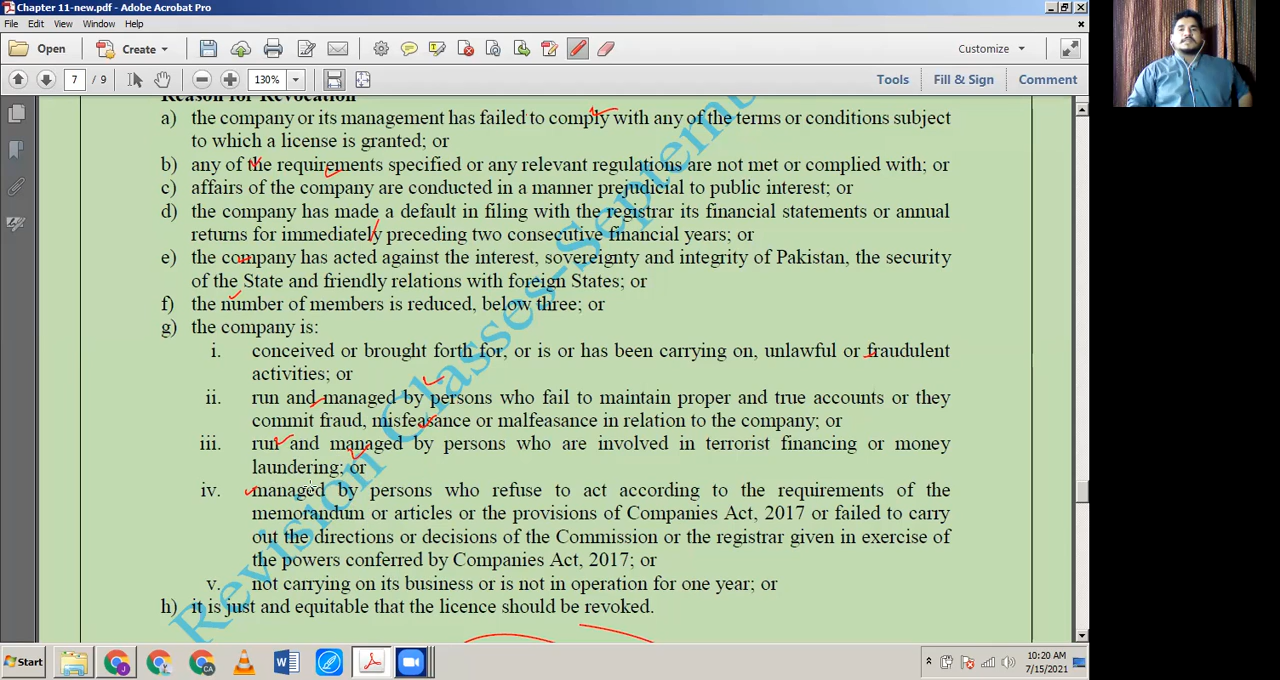 Chapter 11-new.pdf - Adobe Acrobat Pro
File Edit View Window Help
Open Create Customize
7 / 9 130% Tools Fill & Sign Comment
Reason for Revocation
a) the company or its management has failed to comply with any of the terms or conditions subject
to which a license is granted; or
b) any of the requirements specified or any relevant regulations are not met or complied with; or
c) affairs of the company are conducted in a manner prejudicial to public interest; or
d) the company has made a default in filing with the registrar its financial statements or annual
returns for immediately preceding two consecutive financial years; or
e) the company has acted against the interest, sovereignty and integrity of Pakistan, the security
of the State and friendly relations with foreign States; or
f) the number of members is reduced, below three; or
g) the company is:
i. conceived or brought forth for, or is or has been carrying on, unlawful or fraudulent
activities; or
ii. run and managed by persons who fail to maintain proper and true accounts or they
commit fraud, misfeasance or malfeasance in relation to the company; or
iii. run and managed by persons who are involved in terrorist financing or money
laundering; or
iv. managed by persons who refuse to act according to the requirements of the
memorandum or articles or the provisions of Companies Act, 2017 or failed to carry
out the directions or decisions of the Commission or the registrar given in exercise of
the powers conferred by Companies Act, 2017; or
v. not carrying on its business or is not in operation for one year; or
h) it is just and equitable that the licence should be revoked.
Revision Classes-Septemb
Start
10:20 AM
7/15/2021